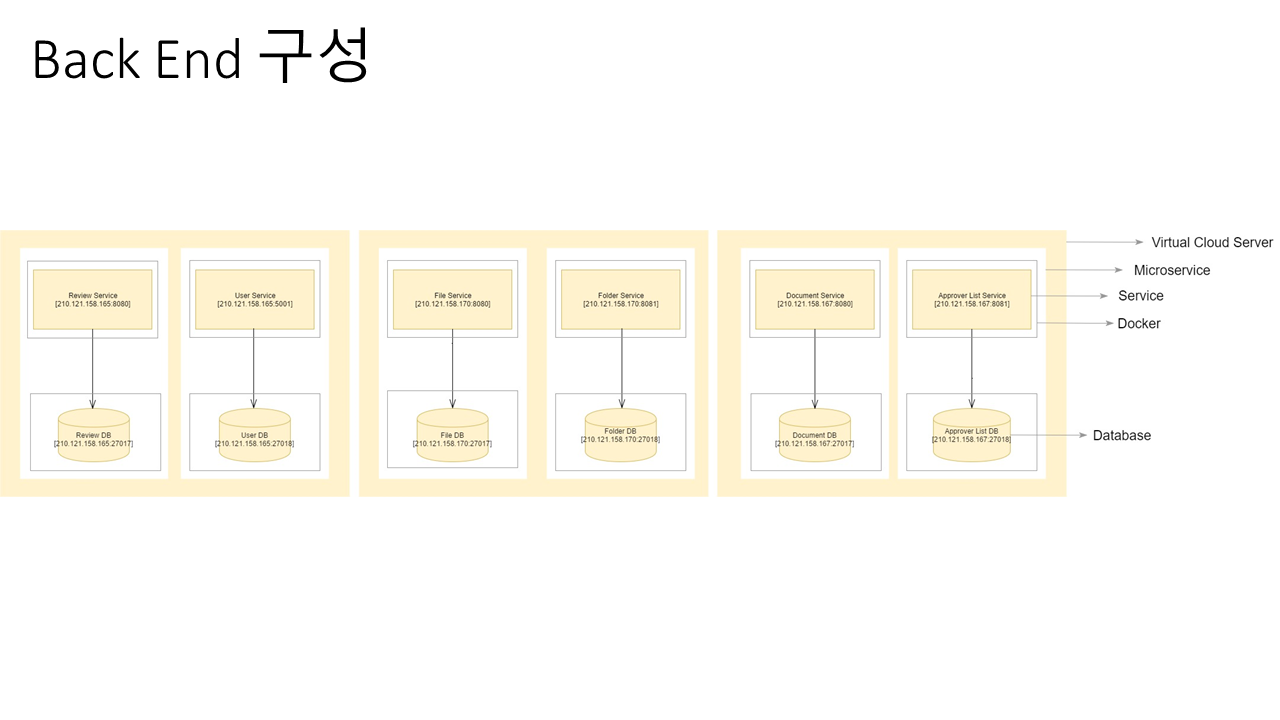 Back End 구성
Review Service
[210.121.158.165:8080]
User Service
[210.121.158.165:5001]
File Service
[210.121.158.170:8080]
Folder Service
[210.121.158.170:8081]
Document Service
[210.121.158.167:8080]
Approver List Service
[210.121.158.167:8081]
Virtual Cloud Server
Microservice
Service
Docker
Review DB
[210.121.158.165:27017]
User DB
[210.121.158.165:27018]
File DB
[210.121.158.170:27017]
Folder DB
[210.121.158.170:27018]
Document DB
[210.121.158.167:27017]
Approver List DB
[210.121.158.167:27018]
Database